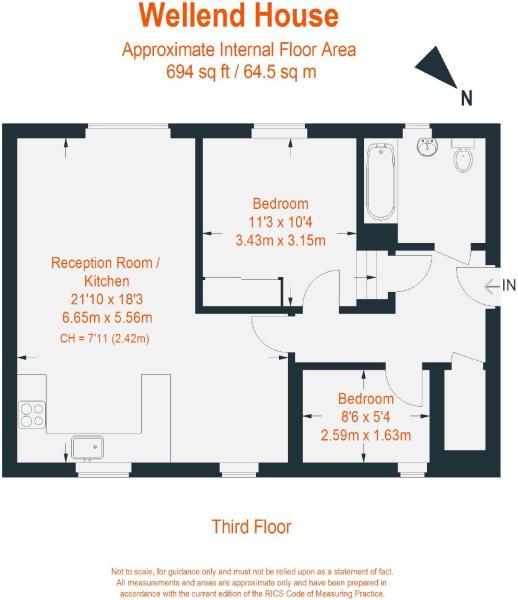 Wellend House
Approximate Internal Floor Area
694 sq ft / 64.5 sq m
N
Bedroom
11'3 x 10'4
3.43m x 3.15m
Reception Room /
Kitchen
21'10 x 18'3
6.65m x 5.56m
CH = 7'11 (2.42m)
IN
Bedroom
8'6 x 5'4
2.59m x 1.63m
Third Floor
Not to scale, for guidance only and must not be relied upon as a statement of fact.
All measurements and areas are approximate only and have been prepared in
accordance with the current edition of the RICS Code of Measuring Practice.